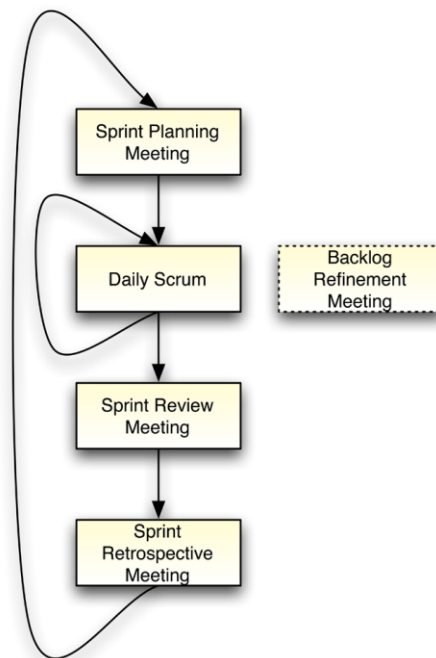 Sprint Planning
Meeting
Daily Scrum
Backlog
Refinement
Meeting
Sprint Review
Meeting
Sprint
Retrospective
Meeting